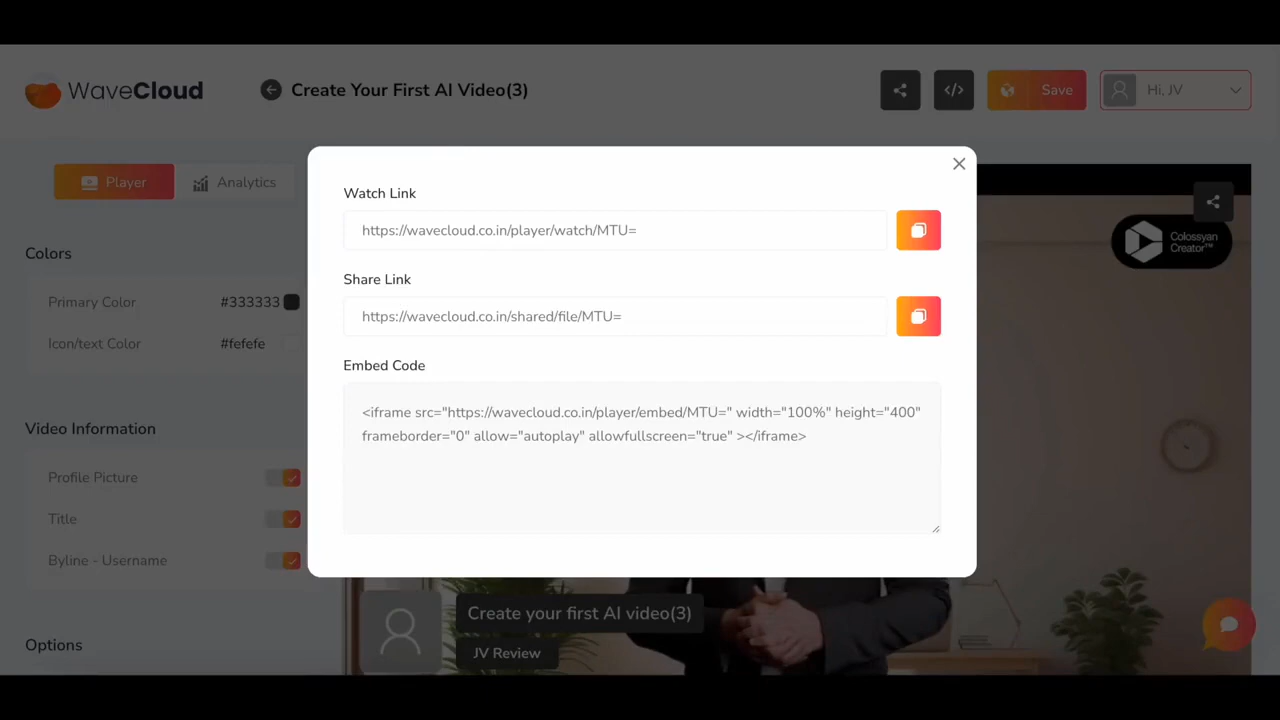 WaveCloud
Create Your First AI Video(3)
</>
Save
Hi, JV
Player
Analytics
Colors
Primary Color #333333
Icon/text Color #fefefe
Video Information
Profile Picture
Title
Byline - Username
Options
Watch Link
https://wavecloud.co.in/player/watch/MTU=
Share Link
https://wavecloud.co.in/shared/file/MTU=
Embed Code
<iframe src="https://wavecloud.co.in/player/embed/MTU=" width="100%" height="400"
frameborder="0" allow="autoplay" allowfullscreen="true" ></iframe>
Colossyan
Creator™
Create your first AI video(3)
JV Review